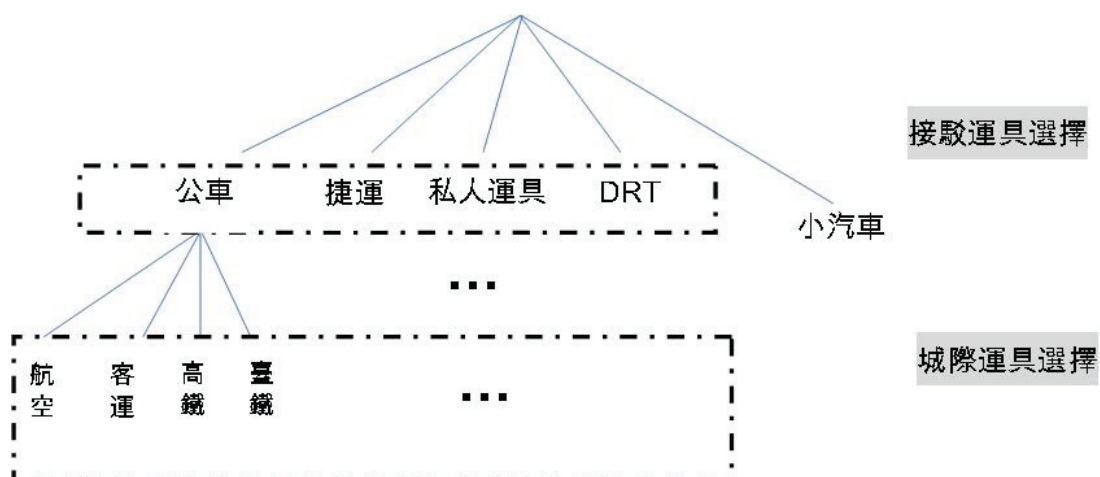 接駁運具選擇
公車 捷運 私人運具 DRT
小汽車
...
城際運具選擇
航空 客運 高鐵 臺鐵
...